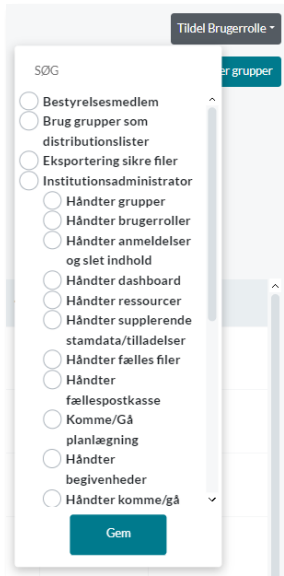 Tildel Brugerrolle
er grupper
SØG
Bestyrelsesmedlem
Brug grupper som
distributionslister
Eksportering sikre filer
Institutionsadministrator
Håndter grupper
Håndter brugerroller
Håndter anmeldelser
og slet indhold
Håndter dashboard
Håndter ressourcer
Håndter supplerende
stamdata/tilladelser
Håndter fælles filer
Håndter
fællespostkasse
Komme/Gå
planlægning
Håndter
begivenheder
Håndter komme/gå
Gem